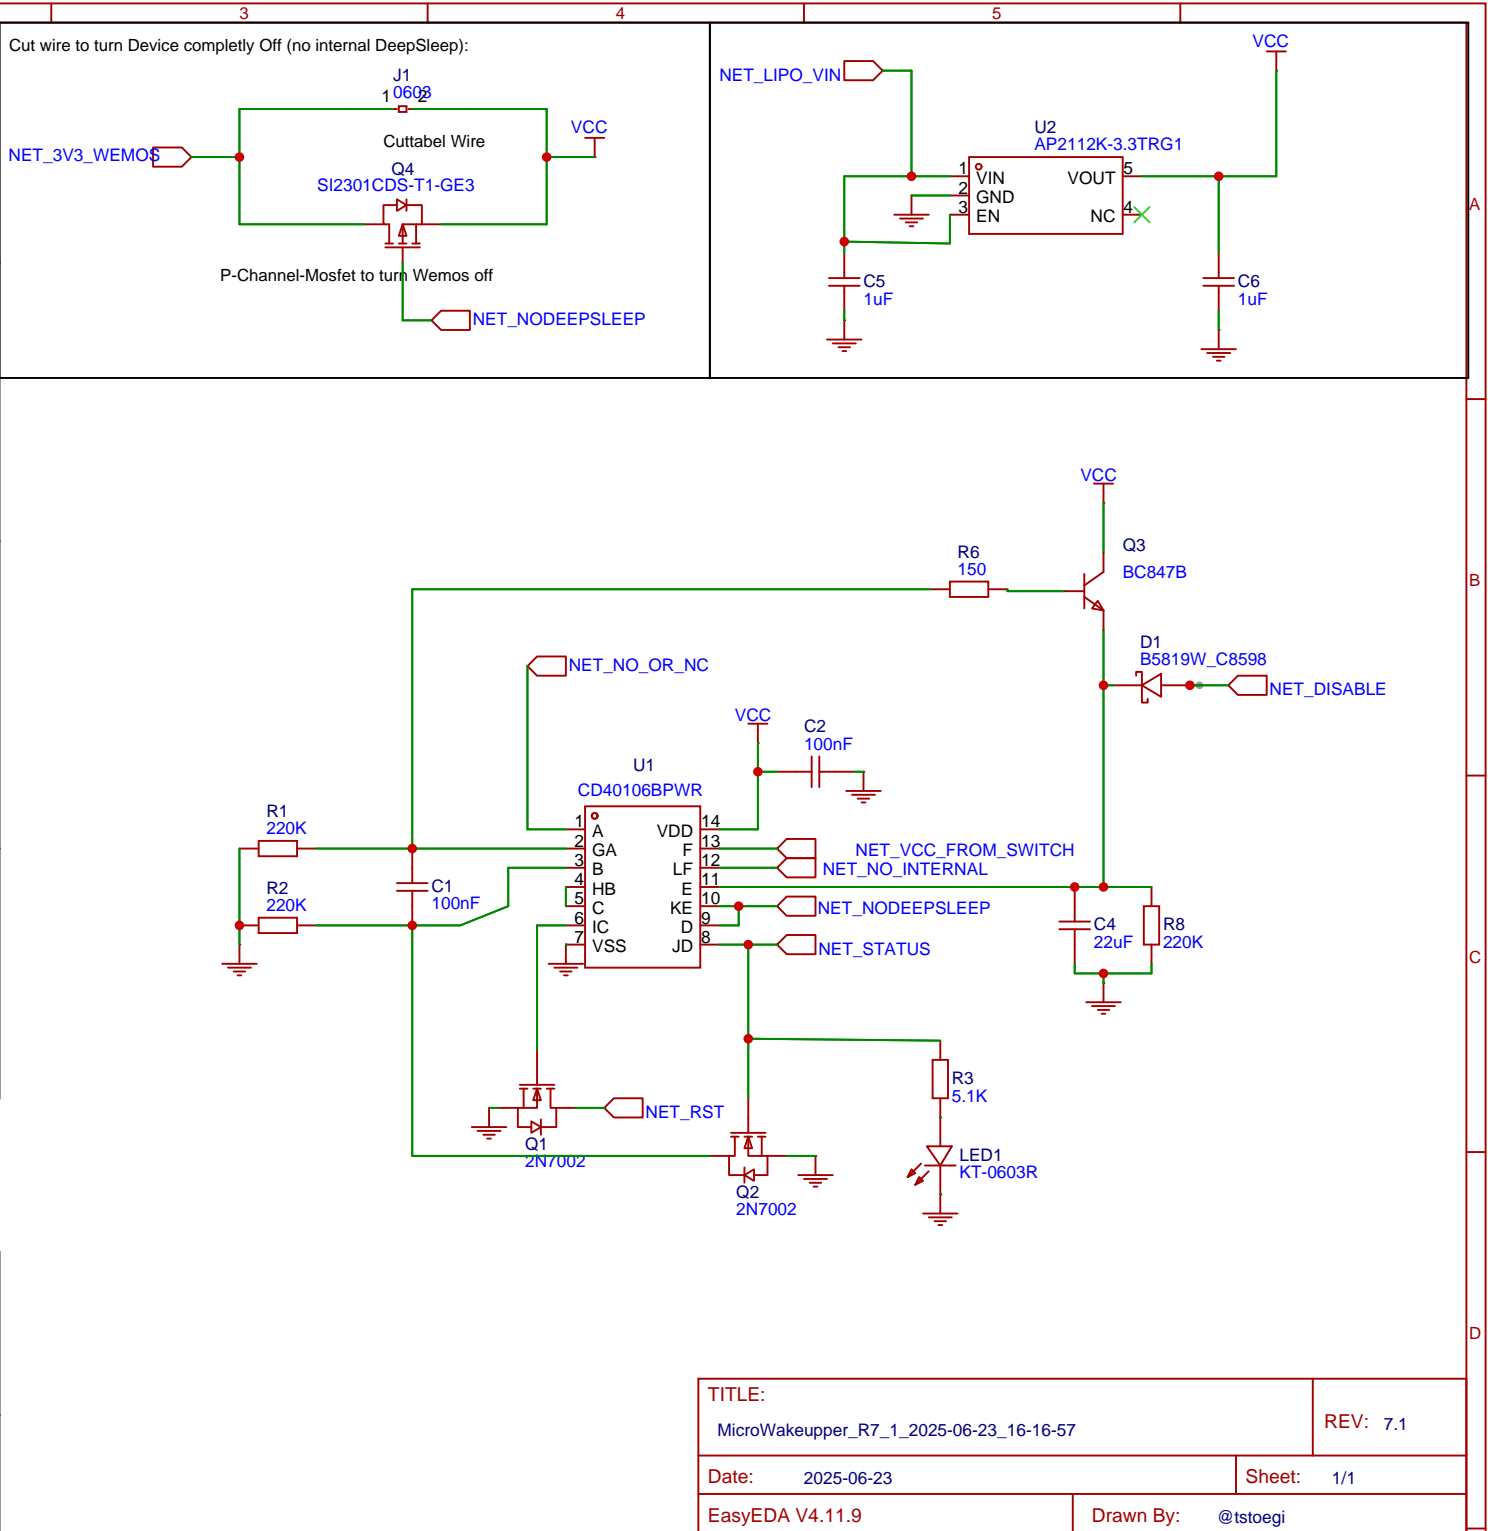 3 4 5
Cut wire to turn Device completly Off (no internal DeepSleep):
J1
0603
1 2
Cuttabel Wire
NET_3V3_WEMOS
VCC
Q4
SI2301CDS-T1-GE3
P-Channel-Mosfet to turn Wemos off
NET_NODEEPSLEEP
NET_LIPO_VIN
VCC
U2
AP2112K-3.3TRG1
1 VIN VOUT 5
2 GND
3 EN NC 4
C5
1uF
C6
1uF
A
VCC
Q3
BC847B
R6
150
B
D1
B5819W_C8598
NET_DISABLE
NET_NO_OR_NC
VCC
C2
100nF
U1
CD40106BPWR
1 A VDD 14
2 GA F 13
3 B LF 12
4 HB E 11
5 C KE 10
6 IC D 9
7 VSS JD 8
NET_VCC_FROM_SWITCH
NET_NO_INTERNAL
NET_NODEEPSLEEP
NET_STATUS
R1
220K
R2
220K
C1
100nF
C4
22uF
R8
220K
C
NET_RST
Q1
2N7002
Q2
2N7002
R3
5.1K
LED1
KT-0603R
D
TITLE:
MicroWakeupper_R7_1_2025-06-23_16-16-57
REV: 7.1
Date: 2025-06-23
Sheet: 1/1
EasyEDA V4.11.9
Drawn By: @tstoegi